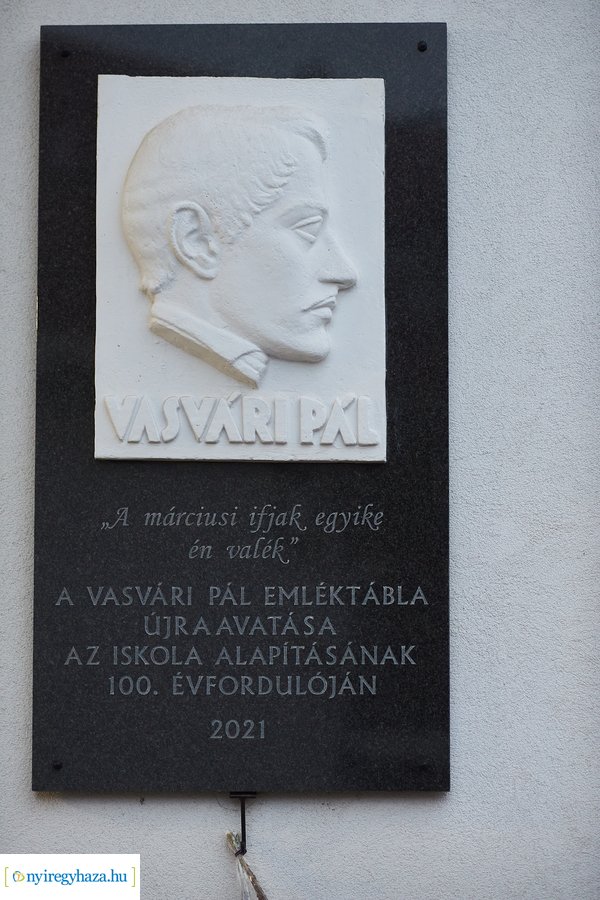 VASVÁRI PÁL
„A márciusi ifjak egyike
én valék”
A VASVÁRI PÁL EMLÉKTÁBLA
ÚJRAAVATÁSA
AZ ISKOLA ALAPÍTÁSÁNAK
100. ÉVFORDULÓJÁN
2021
nyiregyhaza.hu